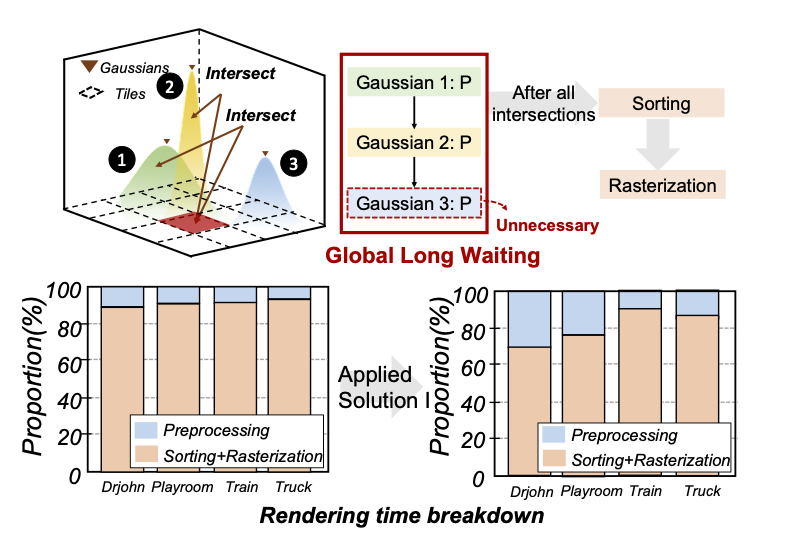 Gaussians
Tiles
1
2
3
Intersect
Intersect
Gaussian 1: P
Gaussian 2: P
Gaussian 3: P
Unnecessary
Global Long Waiting
After all
intersections
Sorting
Rasterization
Proportion(%)
100
80
60
40
20
0
Preprocessing
Sorting+Rasterization
Drjohn Playroom Train Truck
Applied
Solution I
Proportion(%)
100
80
60
40
20
0
Preprocessing
Sorting+Rasterization
Drjohn Playroom Train Truck
Rendering time breakdown